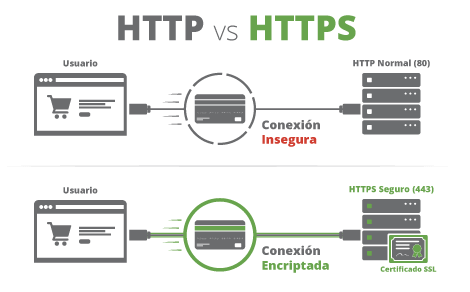 HTTP vs HTTPS
Usuario
HTTP Normal (80)
Conexión
Insegura
Usuario
HTTPS Seguro (443)
Conexión
Encriptada
Certificado SSL